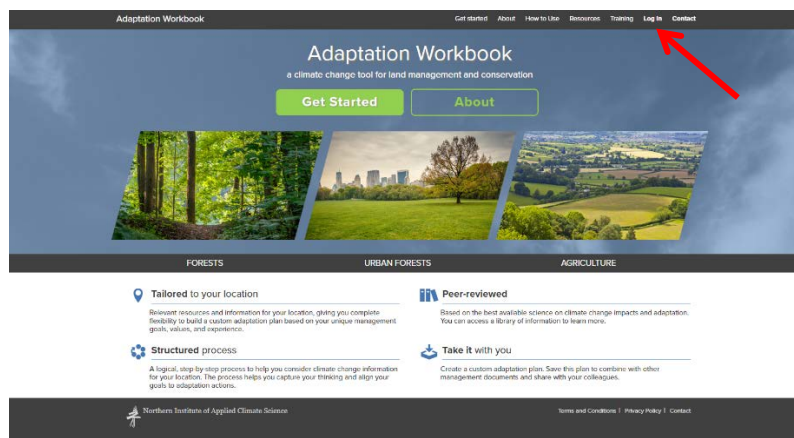 Adaptation Workbook
Get started About How to Use Resources Training Log In Contact
Adaptation Workbook
a climate change tool for land management and conservation
Get Started About
FORESTS URBAN FORESTS AGRICULTURE
Tailored to your location
Relevant resources and information for your location, giving you complete
flexibility to build a custom adaptation plan based on your unique management
goals, values, and experience.
Peer-reviewed
Based on the best available science on climate change impacts and adaptation.
You can access a library of information to learn more.
Structured process
A logical, step-by-step process to help you consider climate change information
for your location. The process helps you capture your thinking and align your
goals to adaptation actions.
Take it with you
Create a custom adaptation plan. Save this plan to combine with other
management documents and share with your colleagues.
Northern Institute of Applied Climate Science
Terms and Conditions | Privacy Policy | Contact